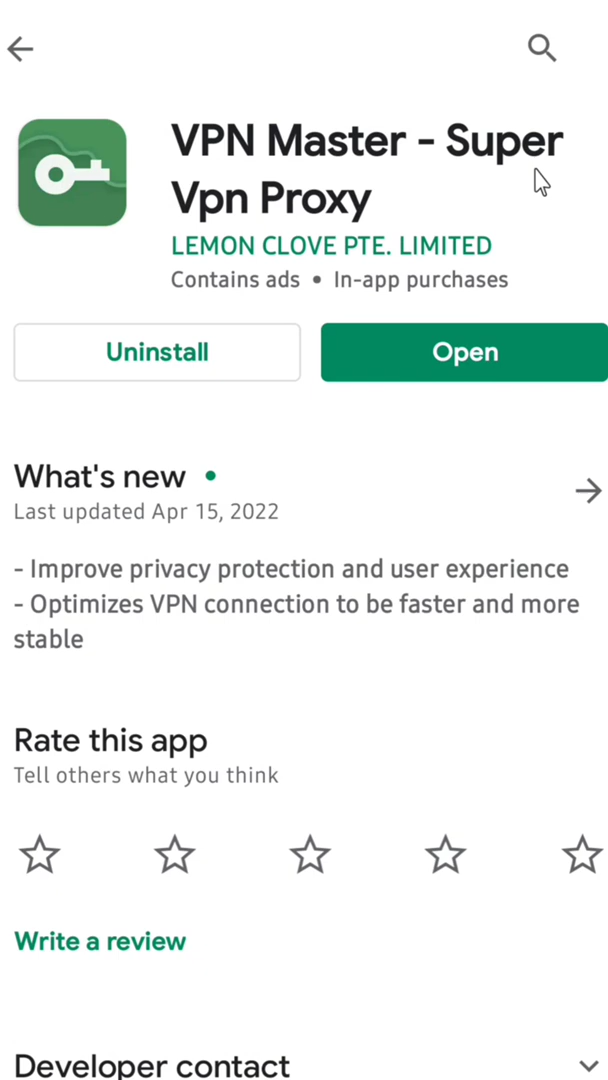 VPN Master - Super
Vpn Proxy
LEMON CLOVE PTE. LIMITED
Contains ads • In-app purchases
Uninstall
Open
What's new •
Last updated Apr 15, 2022
- Improve privacy protection and user experience
- Optimizes VPN connection to be faster and more
stable
Rate this app
Tell others what you think
Write a review
Developer contact